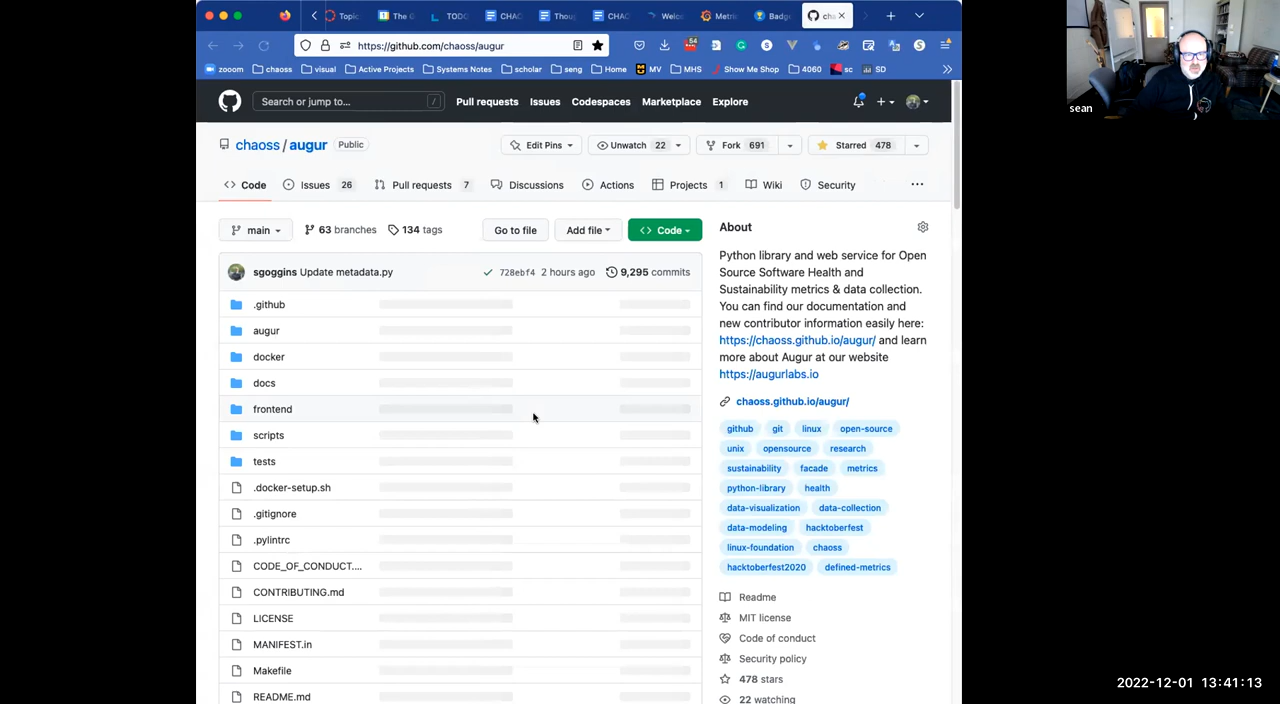 Topic
The G
TODO
CHAO
Thou
CHAO
Welc
Metri
Badg
cha
https://github.com/chaoss/augur
54
zooom chaoss visual Active Projects Systems Notes scholar seng Home MV MHS Show Me Shop 4060 sc SD
Search or jump to... /
Pull requests Issues Codespaces Marketplace Explore
chaoss / augur Public
Edit Pins Unwatch 22 Fork 691 Starred 478
Code Issues 26 Pull requests 7 Discussions Actions Projects 1 Wiki Security
main 63 branches 134 tags Go to file Add file Code
sgoggins Update metadata.py 728ebf4 2 hours ago 9,295 commits
.github
augur
docker
docs
frontend
scripts
tests
.docker-setup.sh
.gitignore
.pylintrc
CODE_OF_CONDUCT....
CONTRIBUTING.md
LICENSE
MANIFEST.in
Makefile
README.md
About
Python library and web service for Open
Source Software Health and
Sustainability metrics & data collection.
You can find our documentation and
new contributor information easily here:
https://chaoss.github.io/augur/ and learn
more about Augur at our website
https://augurlabs.io
chaoss.github.io/augur/
github git linux open-source
unix opensource research
sustainability facade metrics
python-library health
data-visualization data-collection
data-modeling hacktoberfest
linux-foundation chaoss
hacktoberfest2020 defined-metrics
Readme
MIT license
Code of conduct
Security policy
478 stars
22 watching
sean
2022-12-01 13:41:13